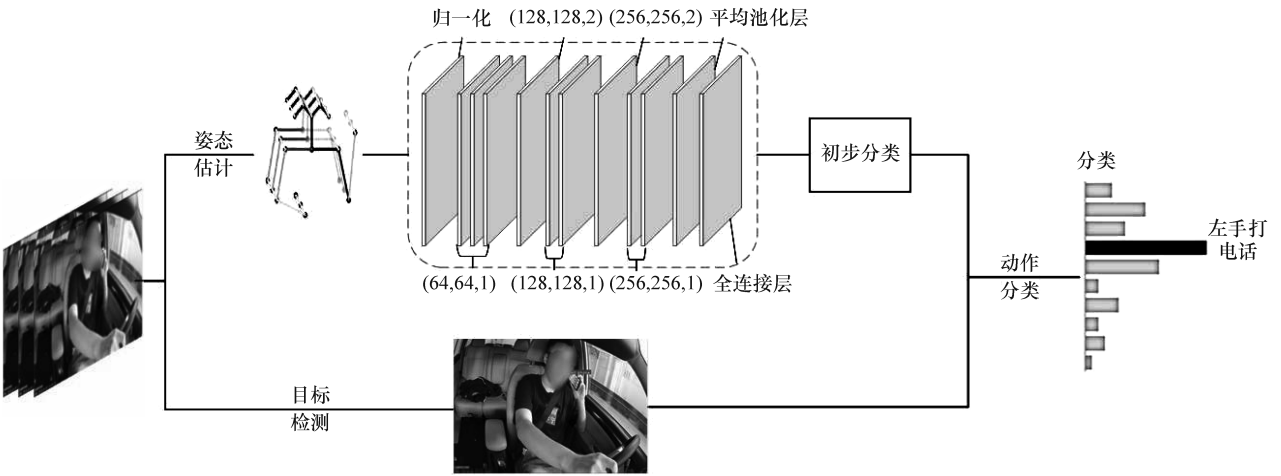 归一化 (128,128,2) (256,256,2) 平均池化层
姿态
估计
初步分类
分类
左手打
电话
(64,64,1) (128,128,1) (256,256,1) 全连接层
动作
分类
目标
检测